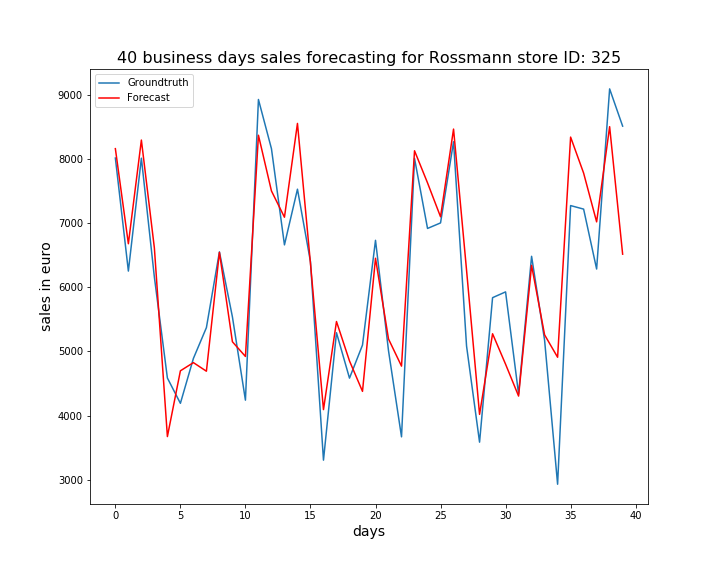 40 business days sales forecasting for Rossmann store ID: 325
Groundtruth
Forecast
9000
8000
7000
6000
5000
4000
3000
sales in euro
0 5 10 15 20 25 30 35 40
days